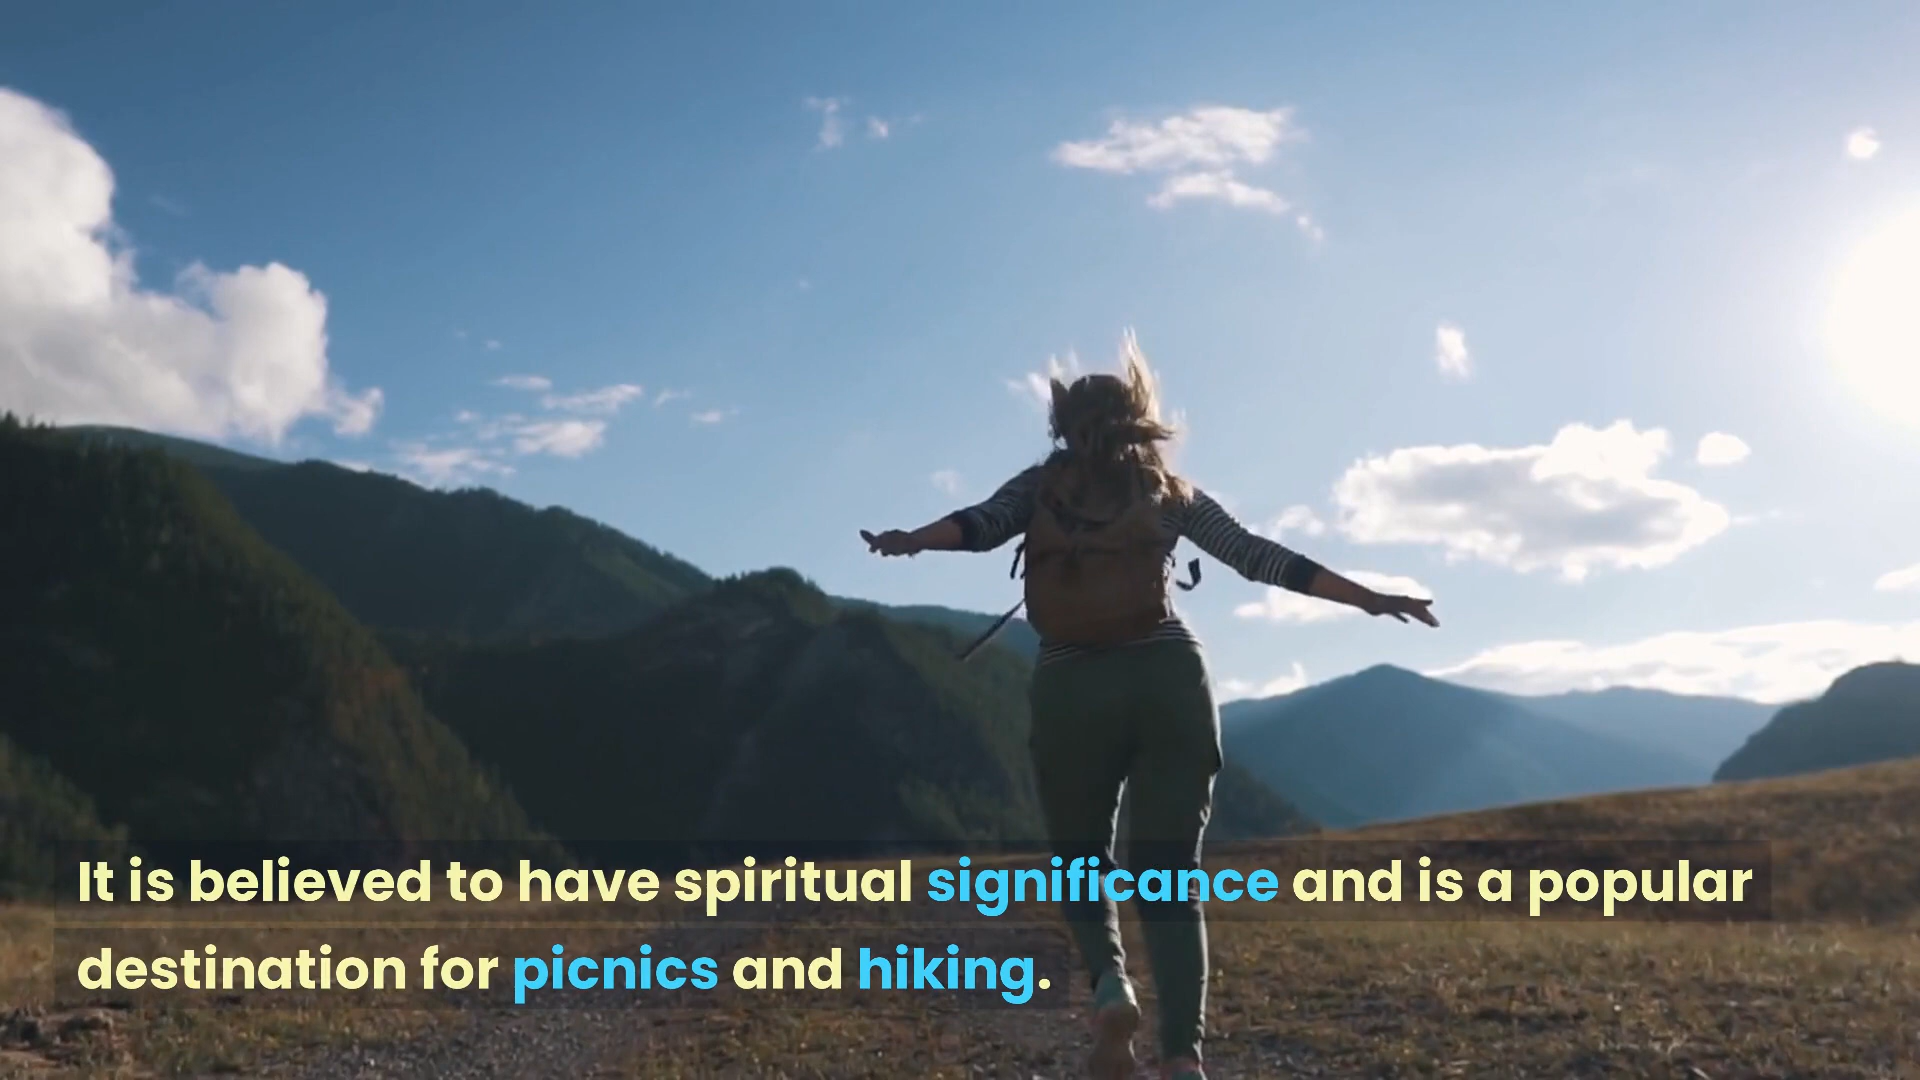 It is believed to have spiritual significance and is a popular
destination for picnics and hiking.